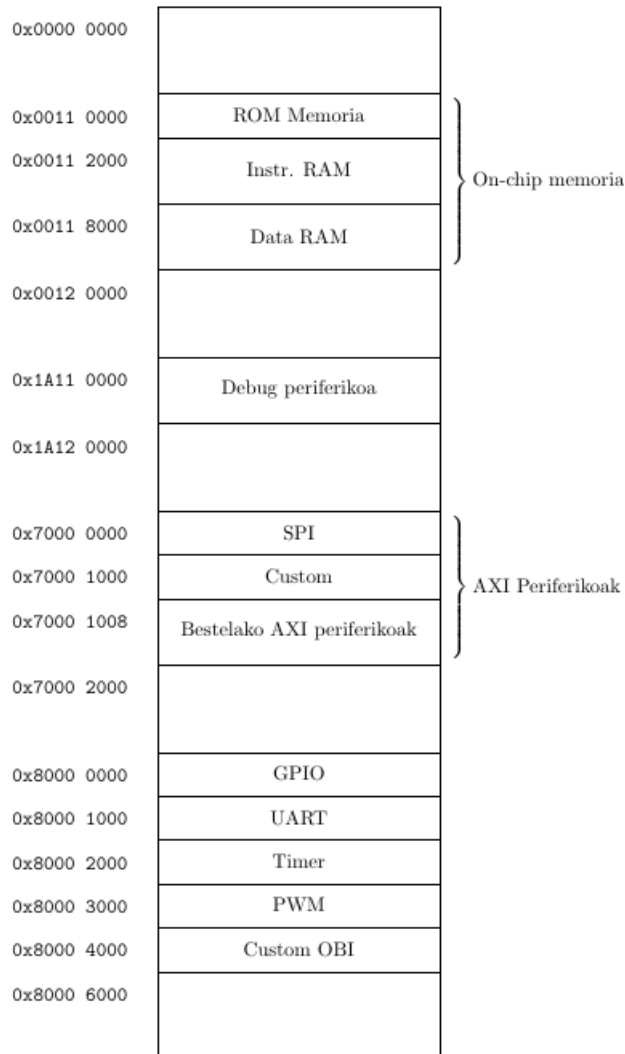 0x0000 0000
0x0011 0000
ROM Memoria
0x0011 2000
Instr. RAM
On-chip memoria
0x0011 8000
Data RAM
0x0012 0000
0x1A11 0000
Debug periferikoa
0x1A12 0000
0x7000 0000
SPI
0x7000 1000
Custom
AXI Periferikoak
0x7000 1008
Bestelako AXI periferikoak
0x7000 2000
0x8000 0000
GPIO
0x8000 1000
UART
0x8000 2000
Timer
0x8000 3000
PWM
0x8000 4000
Custom OBI
0x8000 6000